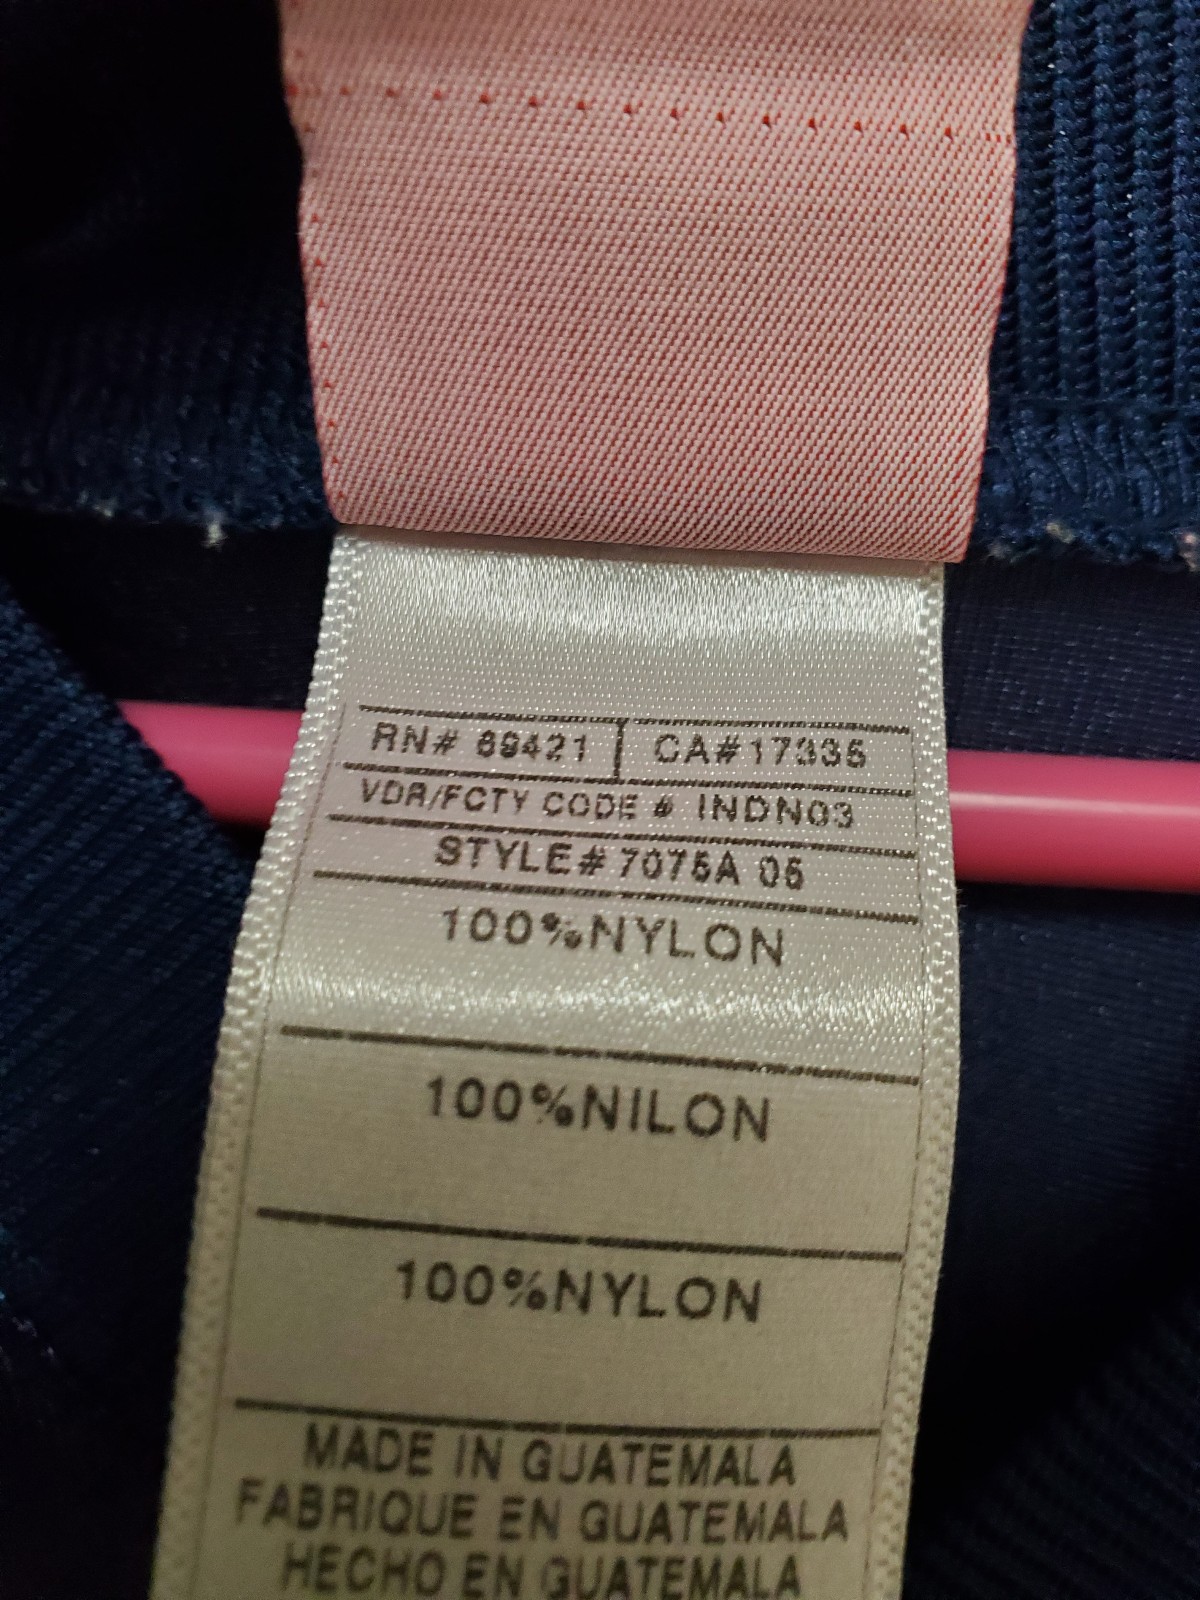 RN# 69421 CA#17335
VDR/FCTY CODE # INDN03
STYLE# 7075A 05
100%NYLON
100%NILON
100%NYLON
MADE IN GUATEMALA
FABRIQUE EN GUATEMALA
HECHO EN GUATEMALA